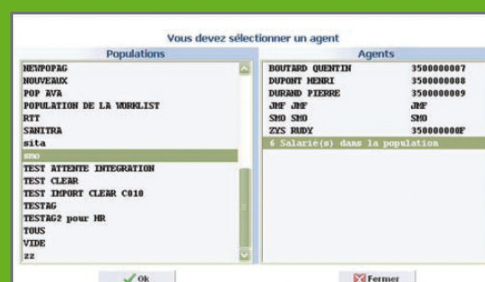 Vous devez sélectionner un agent
Populations
NEWPOPAG
NOUVEAUX
POP AVA
POPULATION DE LA WORKLIST
RTT
SANITRA
sita
smo
TEST ATTENTE INTEGRATION
TEST CLEAR
TEST IMPORT CLEAR C010
TESTAG
TESTAG2 pour MR
TOUS
VIDE
zz
Agents
BOUTARD QUENTIN 3500000007
DUPONT HENRI 3500000008
DURAND PIERRE 3500000009
JMF JMF JMF
SMO SMO SMO
ZYS RUDY 350000000F
6 Salarié(s) dans la population
Ok
Fermer